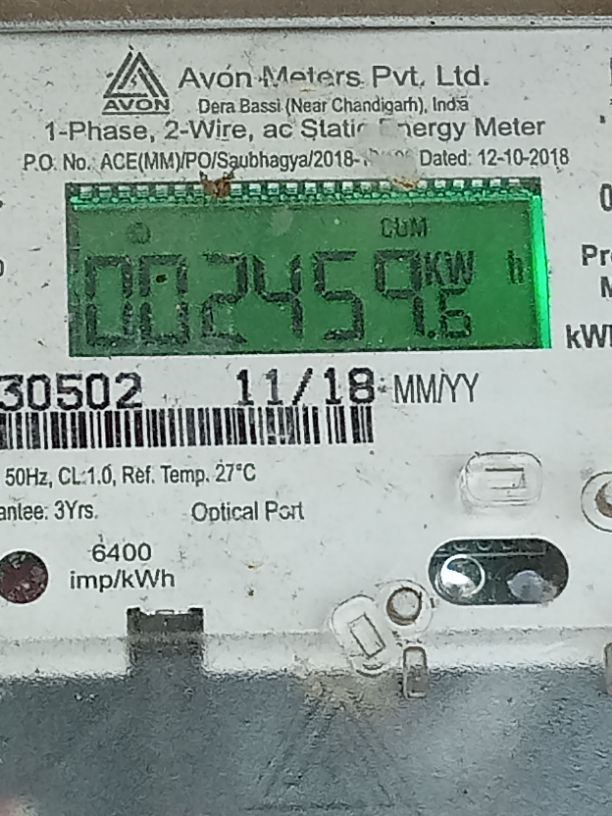 AVON
Avon Meters Pvt. Ltd.
Dera Bassi (Near Chandigarh), India
1-Phase, 2-Wire, ac Static Energy Meter
P.O. No.: ACE(MM)/PO/Saubhagya/2018- Dated: 12-10-2018
CUM
002459.6 KW h
kWh
30502 11/18 MM/YY
50Hz, CL:1.0, Ref. Temp. 27°C
antee: 3Yrs. Optical Port
6400
imp/kWh